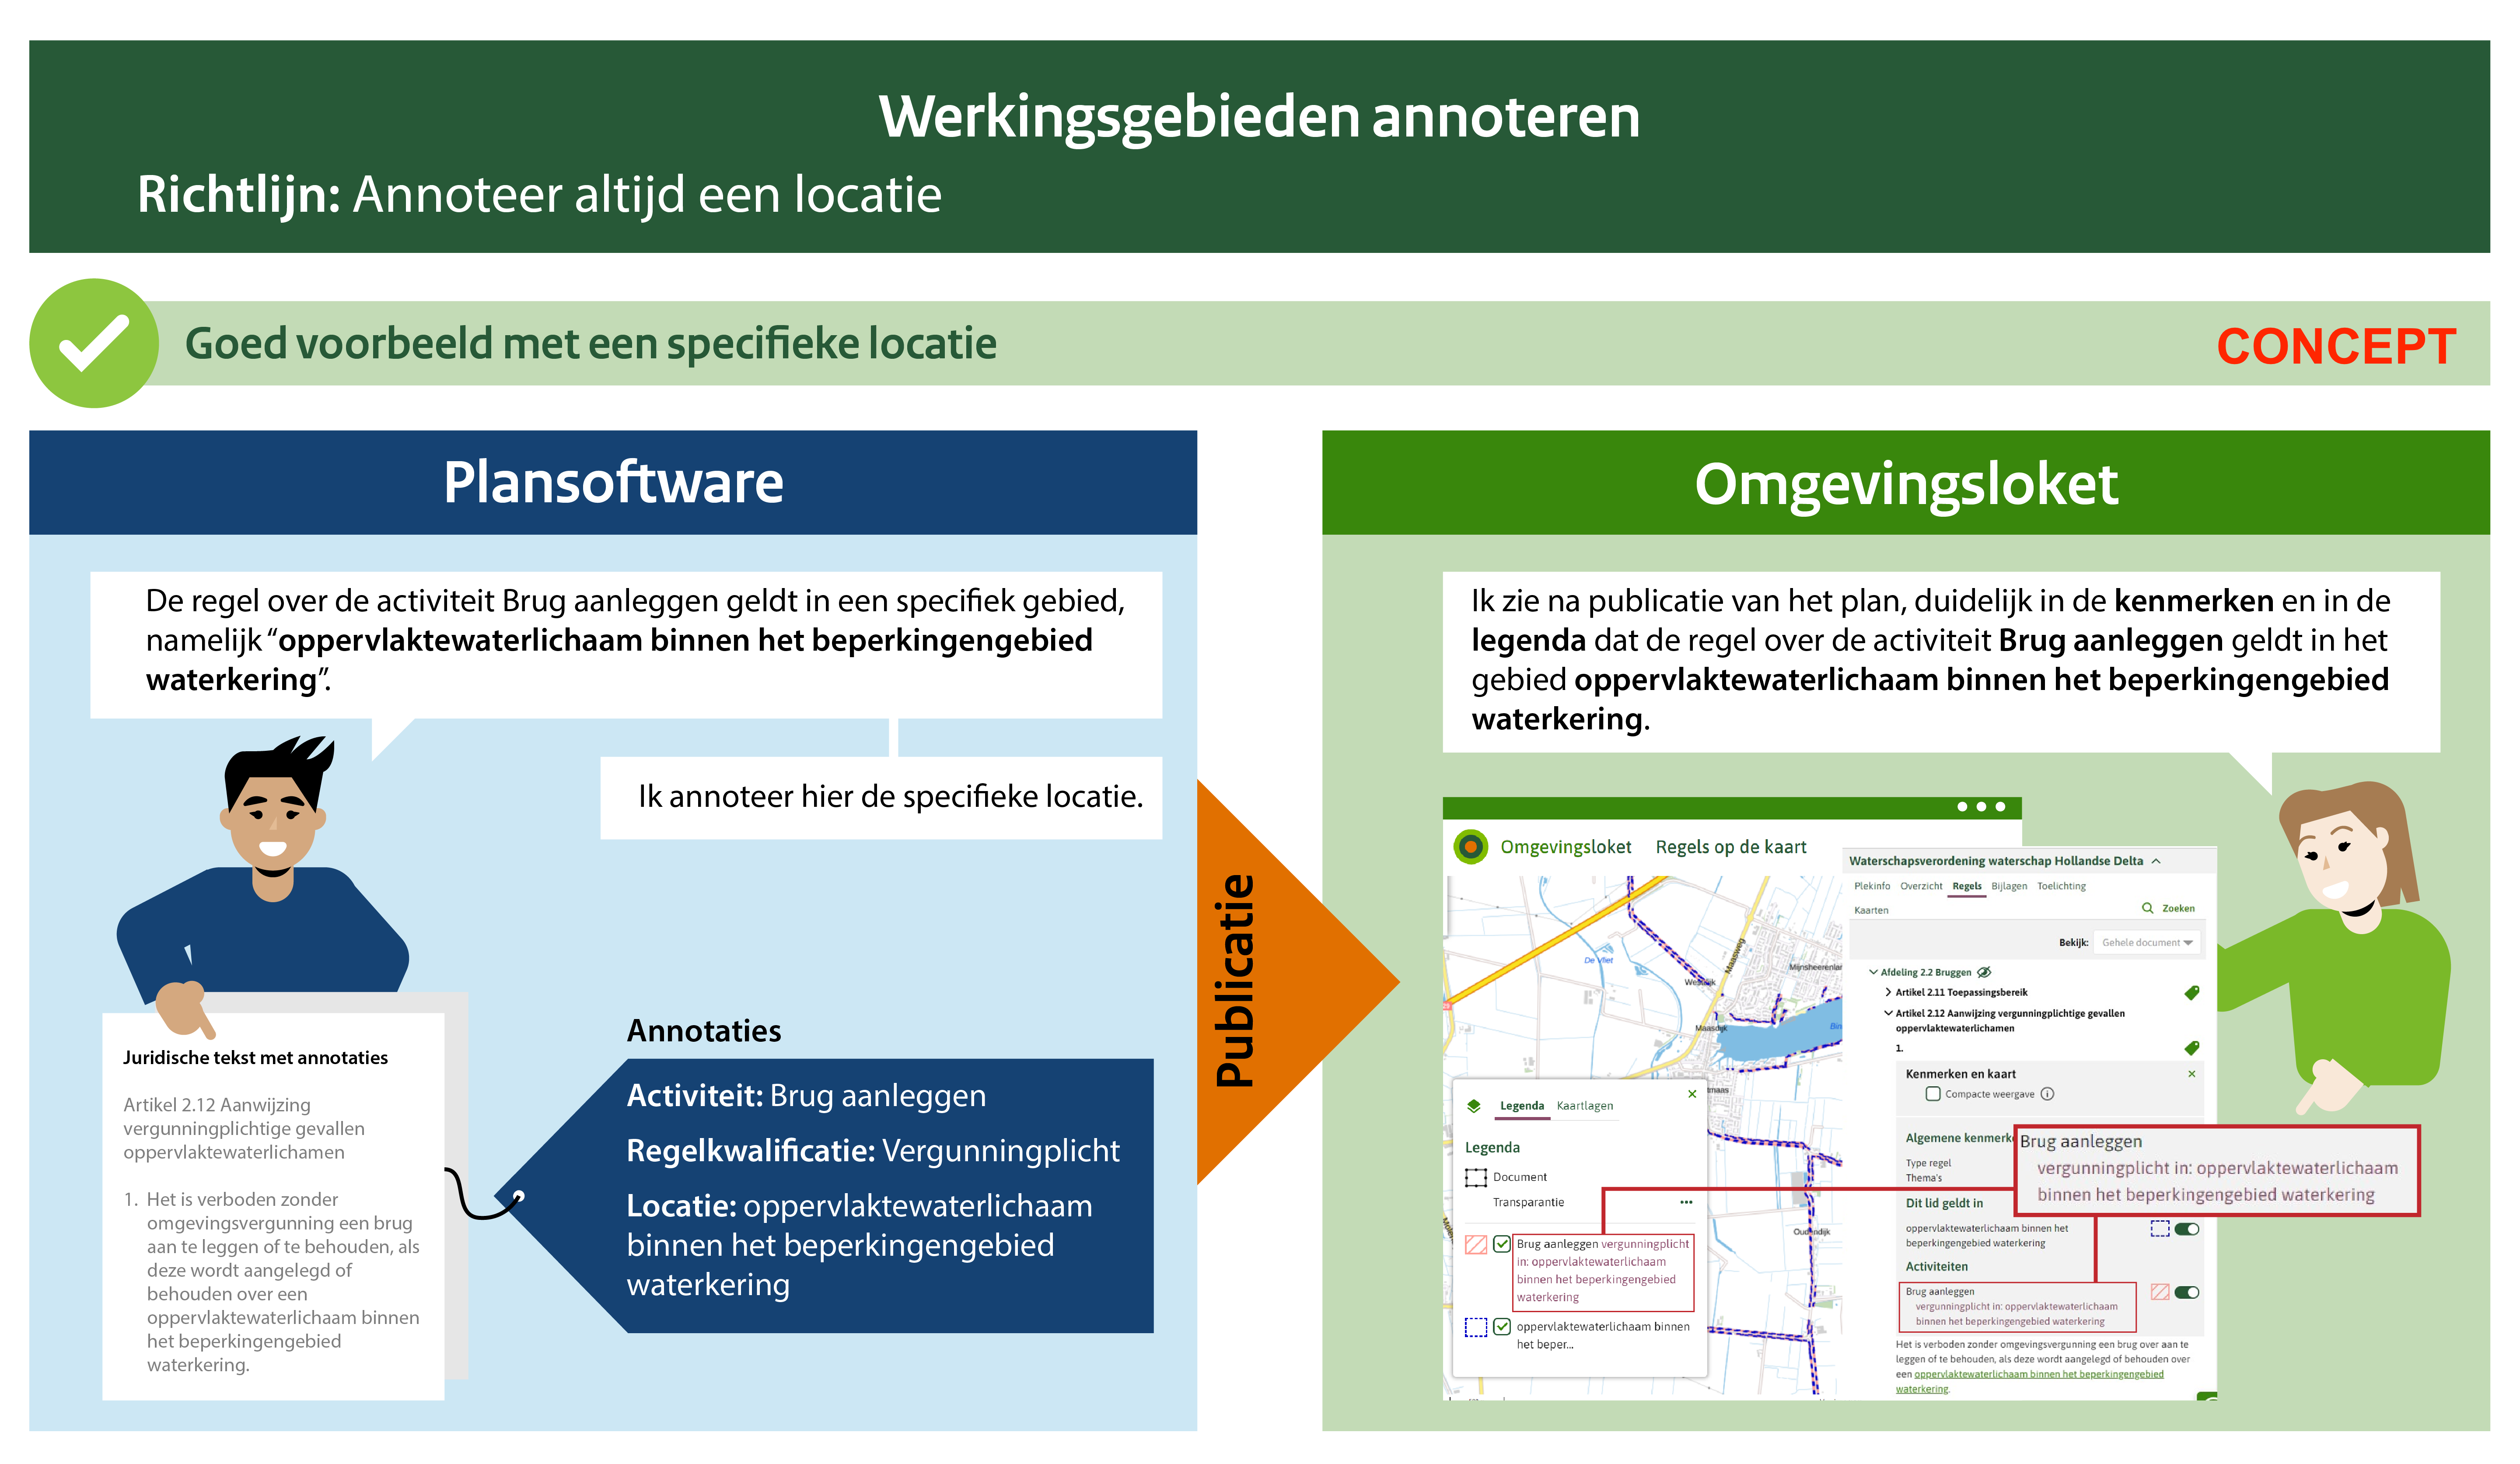 Werkingsgebieden annoteren
Richtlijn: Annoteer altijd een locatie
Goed voorbeeld met een specifieke locatie
CONCEPT
Plansoftware
De regel over de activiteit Brug aanleggen geldt in een specifiek gebied,
namelijk “oppervlaktewaterlichaam binnen het beperkingengebied
waterkering”.
Ik annoteer hier de specifieke locatie.
Juridische tekst met annotaties
Artikel 2.12 Aanwijzing
vergunningplichtige gevallen
oppervlaktewaterlichamen
1. Het is verboden zonder
omgevingsvergunning een brug
aan te leggen of te behouden, als
deze wordt aangelegd of
behouden over een
oppervlaktewaterlichaam binnen
het beperkingengebied
waterkering.
Annotaties
Activiteit: Brug aanleggen
Regelkwalificatie: Vergunningplicht
Locatie: oppervlaktewaterlichaam
binnen het beperkingengebied
waterkering
Publicatie
Omgevingsloket
Ik zie na publicatie van het plan, duidelijk in de kenmerken en in de
legenda dat de regel over de activiteit Brug aanleggen geldt in het
gebied oppervlaktewaterlichaam binnen het beperkingengebied
waterkering.
Omgevingsloket Regels op de kaart
De Vliet
Maasweg
Mijnsheerenlan
Westdijk
Maasdijk
Bin
tmaas
Oudendijk
Legenda Kaartlagen
Legenda
Document
Transparantie
Brug aanleggen vergunningplicht
in: oppervlaktewaterlichaam
binnen het beperkingengebied
waterkering
oppervlaktewaterlichaam binnen
het beper...
Waterschapsverordening waterschap Hollandse Delta
Plekinfo Overzicht Regels Bijlagen Toelichting
Kaarten
Zoeken
Bekijk: Gehele document
Afdeling 2.2 Bruggen
Artikel 2.11 Toepassingsbereik
Artikel 2.12 Aanwijzing vergunningplichtige gevallen
oppervlaktewaterlichamen
1.
Kenmerken en kaart
Compacte weergave
Algemene kenmerk
Type regel
Thema's
Brug aanleggen
vergunningplicht in: oppervlaktewaterlichaam
binnen het beperkingengebied waterkering
Dit lid geldt in
oppervlaktewaterlichaam binnen het
beperkingengebied waterkering
Activiteiten
Brug aanleggen
vergunningplicht in: oppervlaktewaterlichaam
binnen het beperkingengebied waterkering
Het is verboden zonder omgevingsvergunning een brug over aan te
leggen of te behouden, als deze wordt aangelegd of behouden over
een oppervlaktewaterlichaam binnen het beperkingengebied
waterkering.